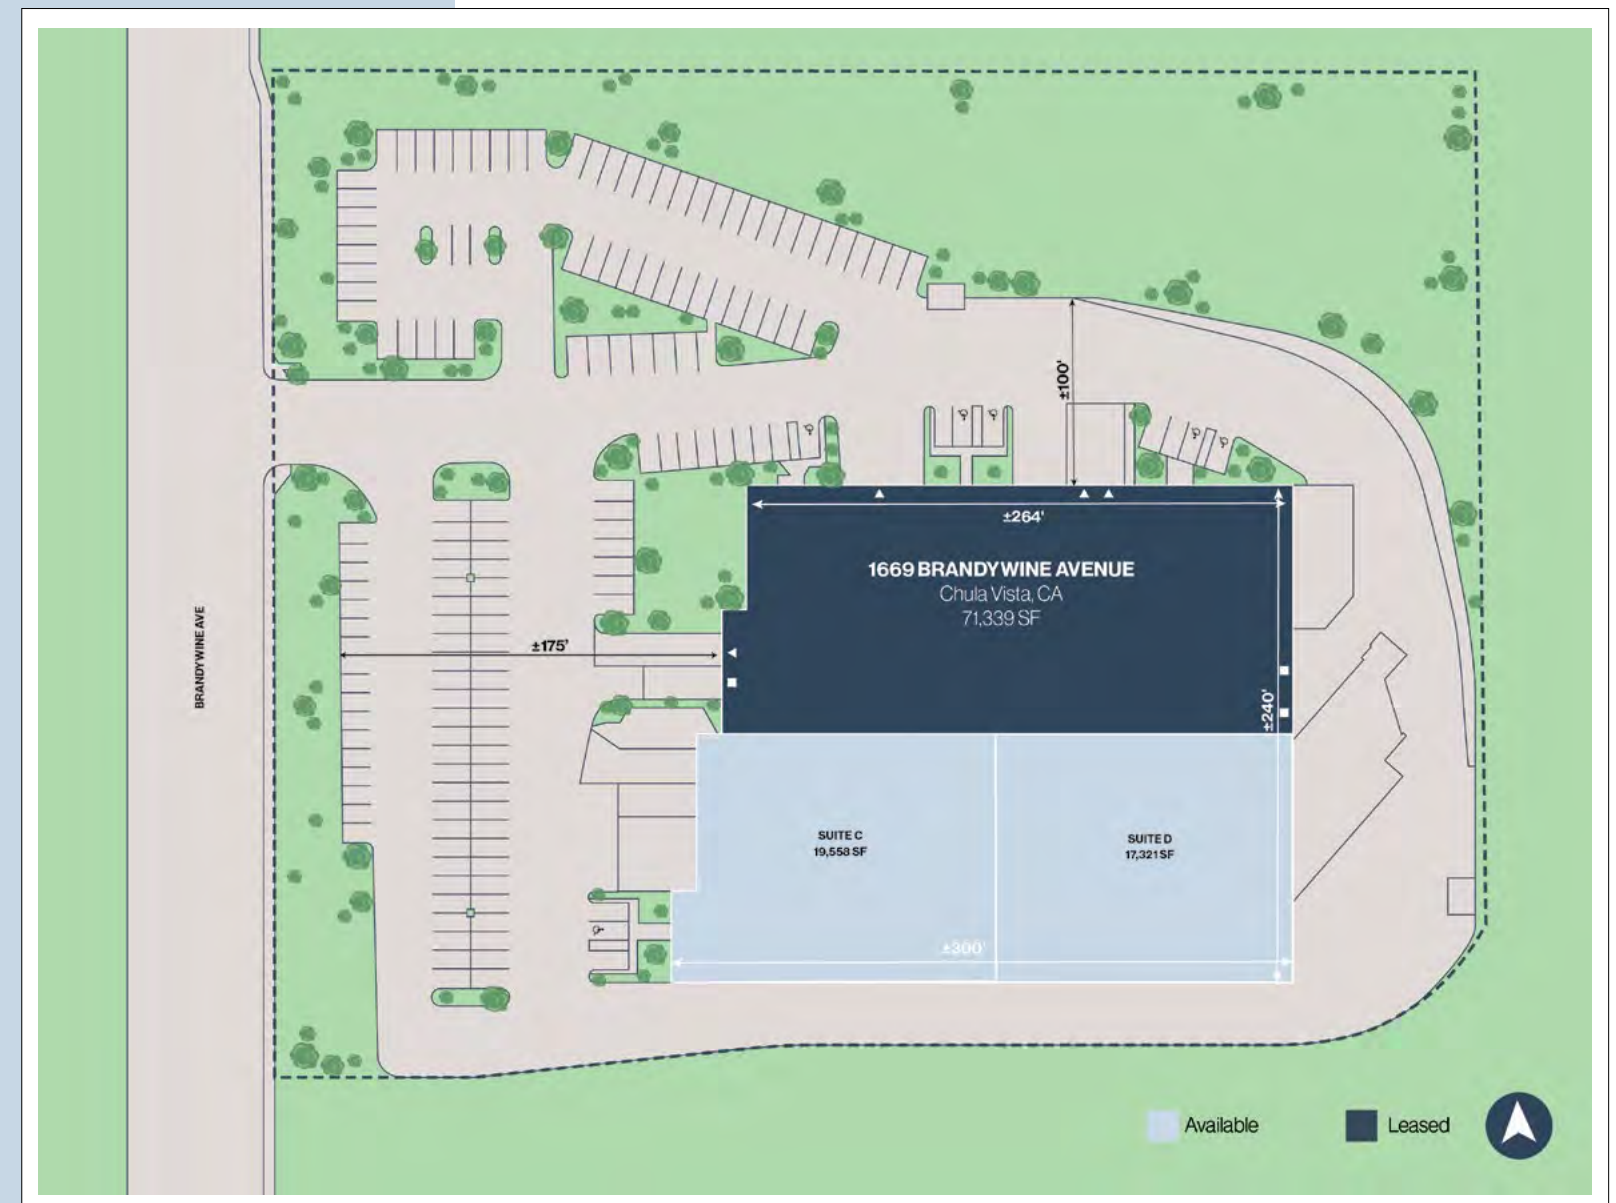 ±100'
±264'
1669 BRANDYWINE AVENUE
Chula Vista, CA
71,339 SF
±175'
BRANDYWINE AVE
±240'
SUITE C
19,558 SF
SUITE D
17,321 SF
±300'
Available
Leased